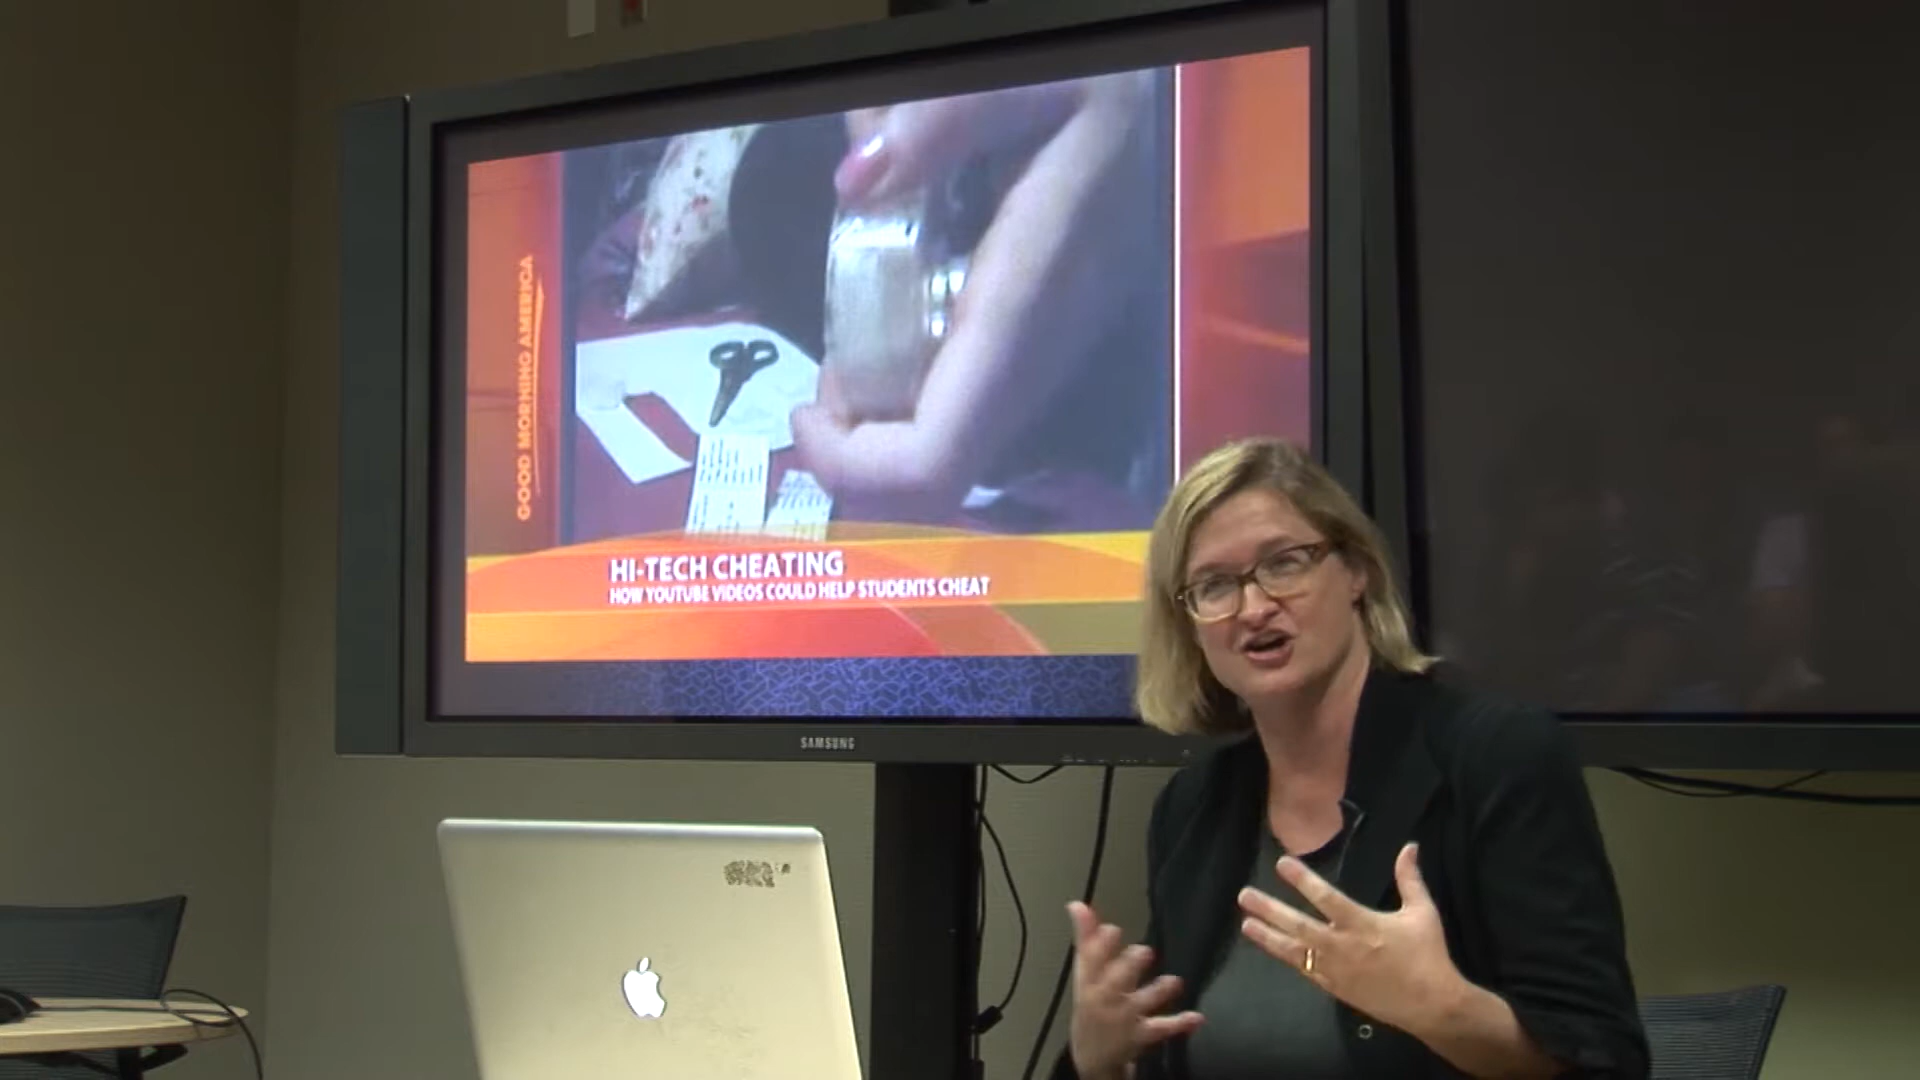 GOOD MORNING AMERICA
HI-TECH CHEATING
HOW YOUTUBE VIDEOS COULD HELP STUDENTS CHEAT
SAMSUNG